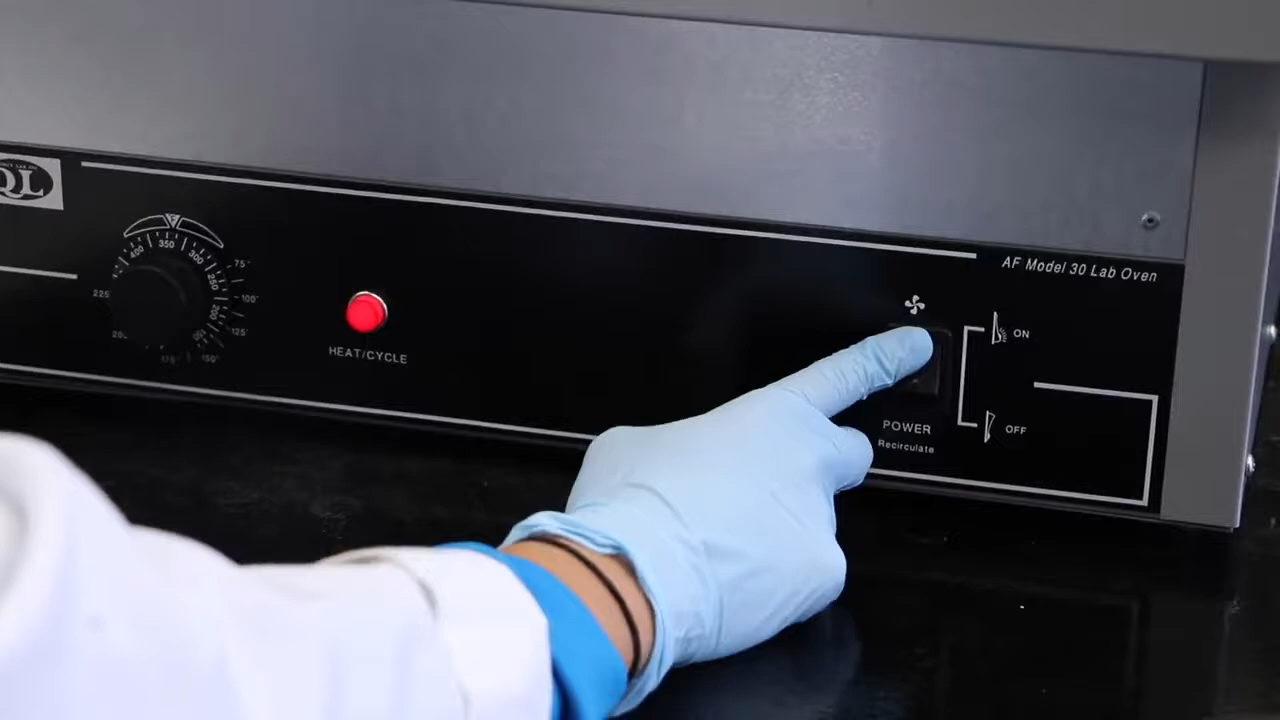 QL
AF Model 30 Lab Oven
F
400 350 300 250 200 150
75°
100°
125°
150°
175°
225
HEAT/CYCLE
ON
OFF
POWER
Recirculate